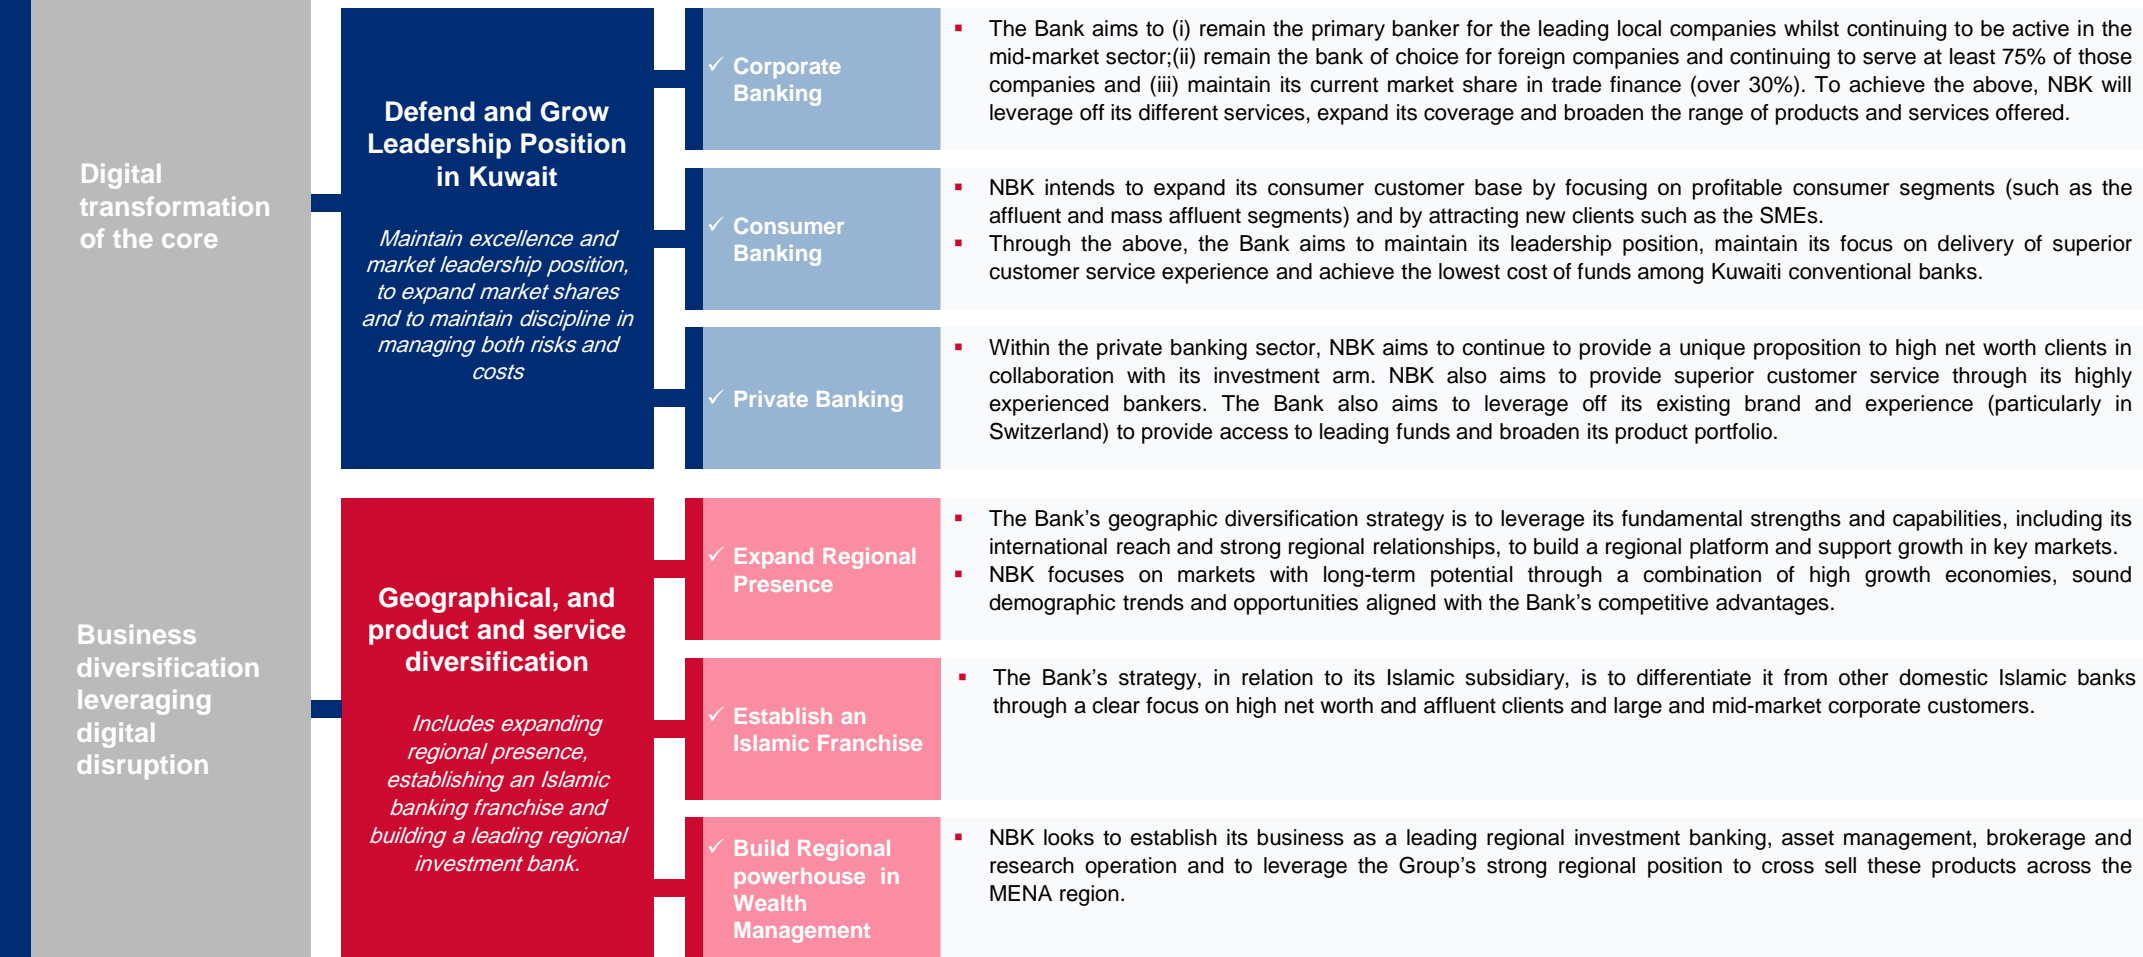 Digital
transformation
of the core
Defend and Grow
Leadership Position
in Kuwait
Maintain excellence and
market leadership position,
to expand market shares
and to maintain discipline in
managing both risks and
costs
✓ Corporate
Banking
▪ The Bank aims to (i) remain the primary banker for the leading local companies whilst continuing to be active in the
mid-market sector;(ii) remain the bank of choice for foreign companies and continuing to serve at least 75% of those
companies and (iii) maintain its current market share in trade finance (over 30%). To achieve the above, NBK will
leverage off its different services, expand its coverage and broaden the range of products and services offered.
✓ Consumer
Banking
▪ NBK intends to expand its consumer customer base by focusing on profitable consumer segments (such as the
affluent and mass affluent segments) and by attracting new clients such as the SMEs.
▪ Through the above, the Bank aims to maintain its leadership position, maintain its focus on delivery of superior
customer service experience and achieve the lowest cost of funds among Kuwaiti conventional banks.
✓ Private Banking
▪ Within the private banking sector, NBK aims to continue to provide a unique proposition to high net worth clients in
collaboration with its investment arm. NBK also aims to provide superior customer service through its highly
experienced bankers. The Bank also aims to leverage off its existing brand and experience (particularly in
Switzerland) to provide access to leading funds and broaden its product portfolio.
Business
diversification
leveraging
digital
disruption
Geographical, and
product and service
diversification
Includes expanding
regional presence,
establishing an Islamic
banking franchise and
building a leading regional
investment bank.
✓ Expand Regional
Presence
▪ The Bank’s geographic diversification strategy is to leverage its fundamental strengths and capabilities, including its
international reach and strong regional relationships, to build a regional platform and support growth in key markets.
▪ NBK focuses on markets with long-term potential through a combination of high growth economies, sound
demographic trends and opportunities aligned with the Bank’s competitive advantages.
✓ Establish an
Islamic Franchise
▪ The Bank’s strategy, in relation to its Islamic subsidiary, is to differentiate it from other domestic Islamic banks
through a clear focus on high net worth and affluent clients and large and mid-market corporate customers.
✓ Build Regional
powerhouse in
Wealth
Management
▪ NBK looks to establish its business as a leading regional investment banking, asset management, brokerage and
research operation and to leverage the Group’s strong regional position to cross sell these products across the
MENA region.